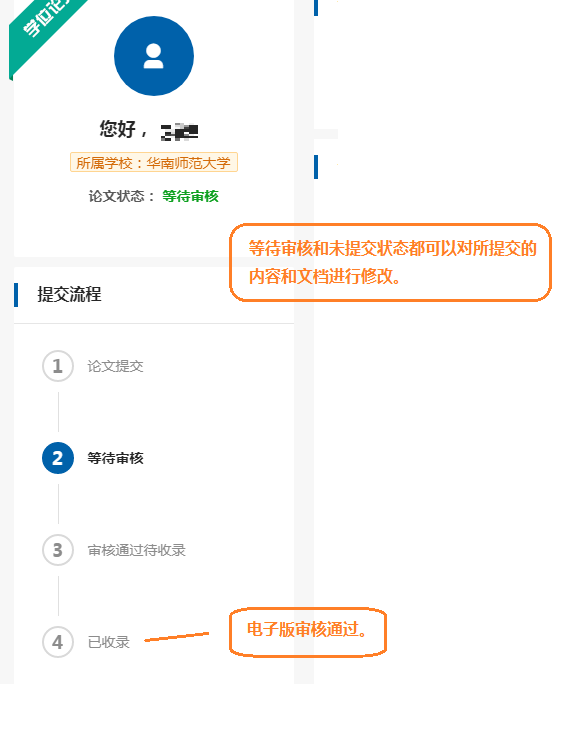 学位论
您好，
所属学校：华南师范大学
论文状态： 等待审核
等待审核和未提交状态都可以对所提交的
内容和文档进行修改。
提交流程
1 论文提交
2 等待审核
3 审核通过待收录
4 已收录
电子版审核通过。